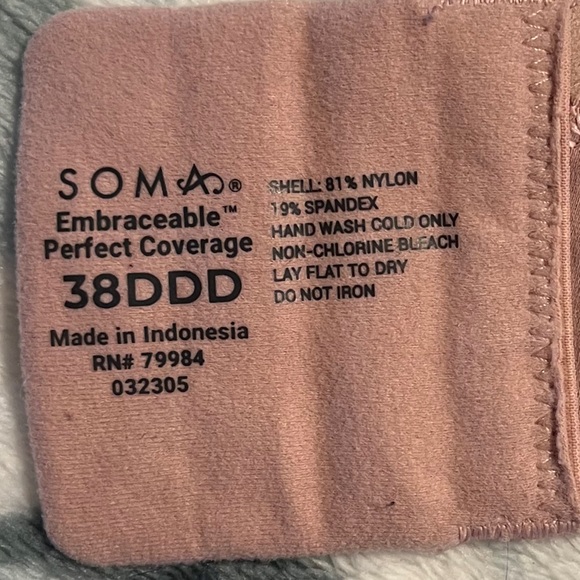 SOMA®
Embraceable™
Perfect Coverage
38DDD
Made in Indonesia
RN# 79984
032305
SHELL: 81% NYLON
19% SPANDEX
HAND WASH COLD ONLY
NON-CHLORINE BLEACH
LAY FLAT TO DRY
DO NOT IRON